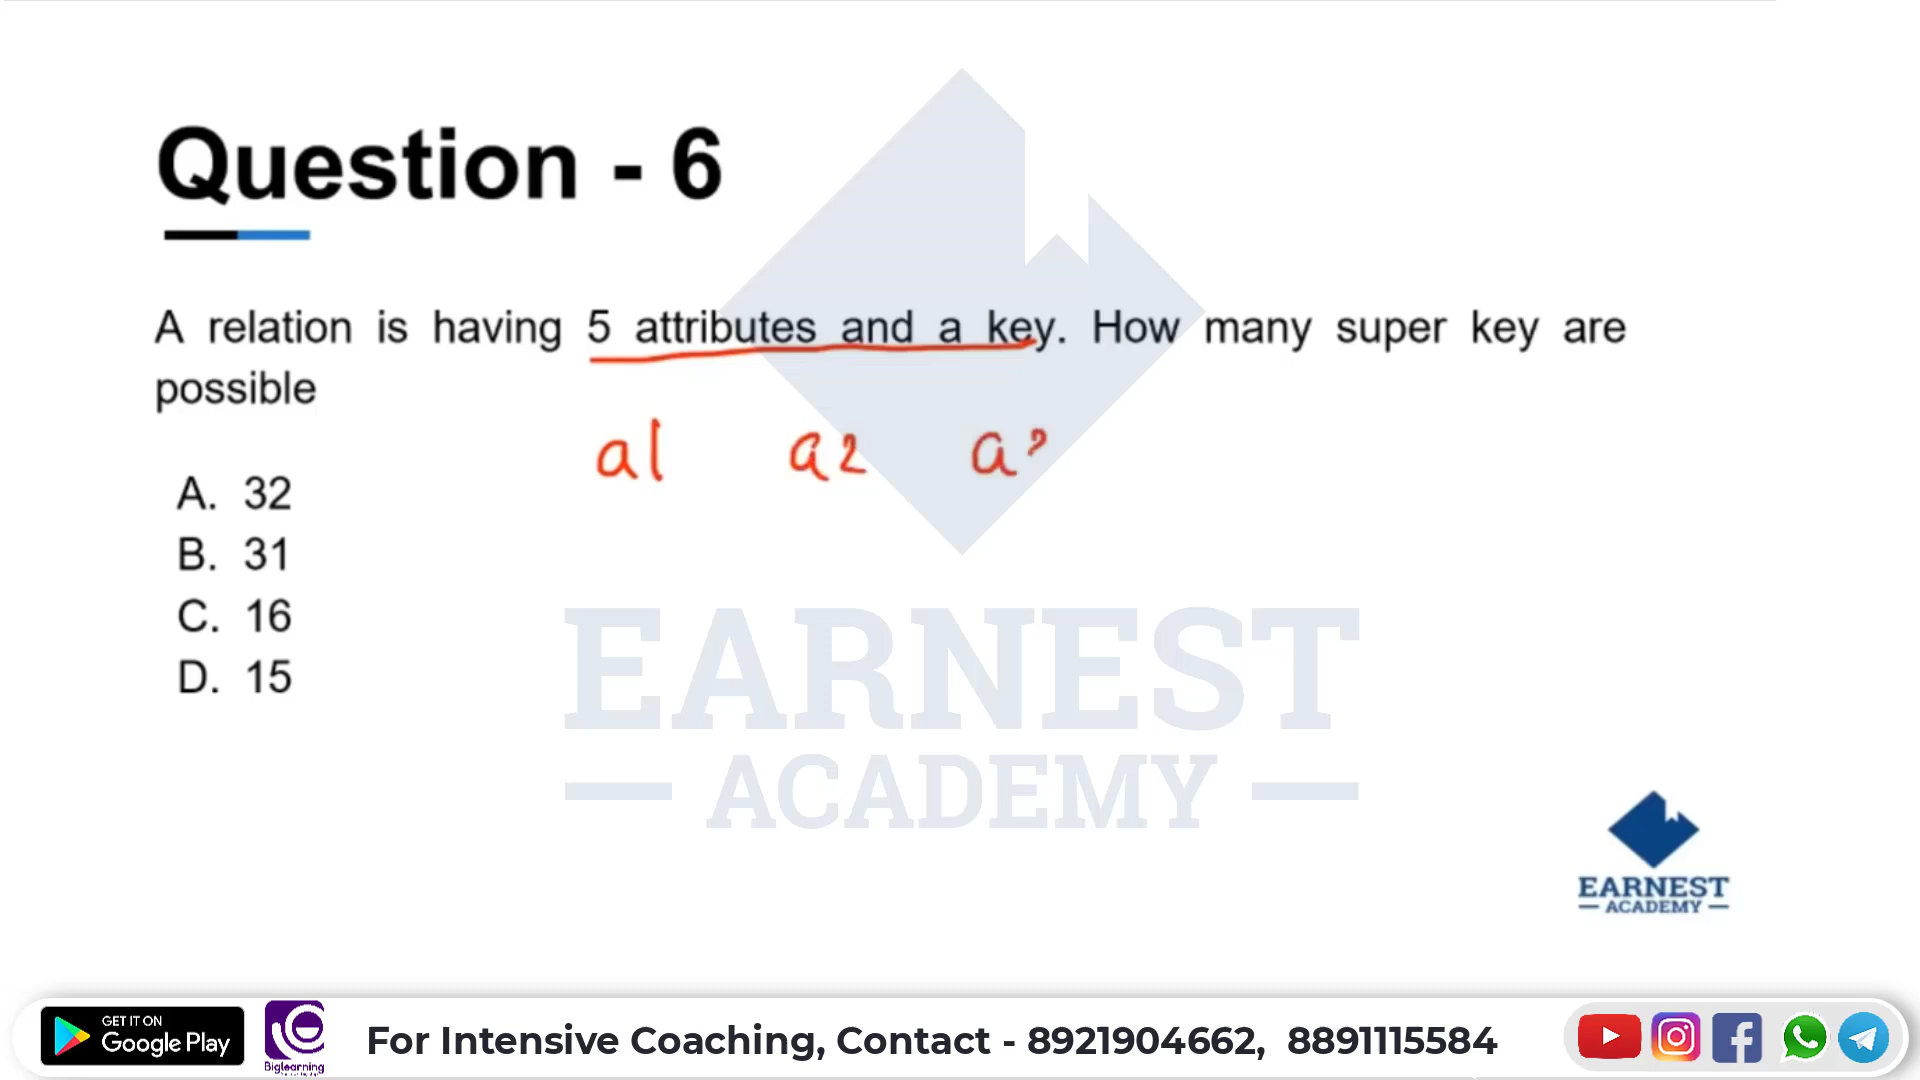 Question - 6
A relation is having 5 attributes and a key. How many super key are
possible
a1 a2 a
A. 32
B. 31
C. 16
D. 15
EARNEST
ACADEMY
EARNEST
ACADEMY
GET IT ON
Google Play
Biglearning
For Intensive Coaching, Contact - 8921904662, 8891115584